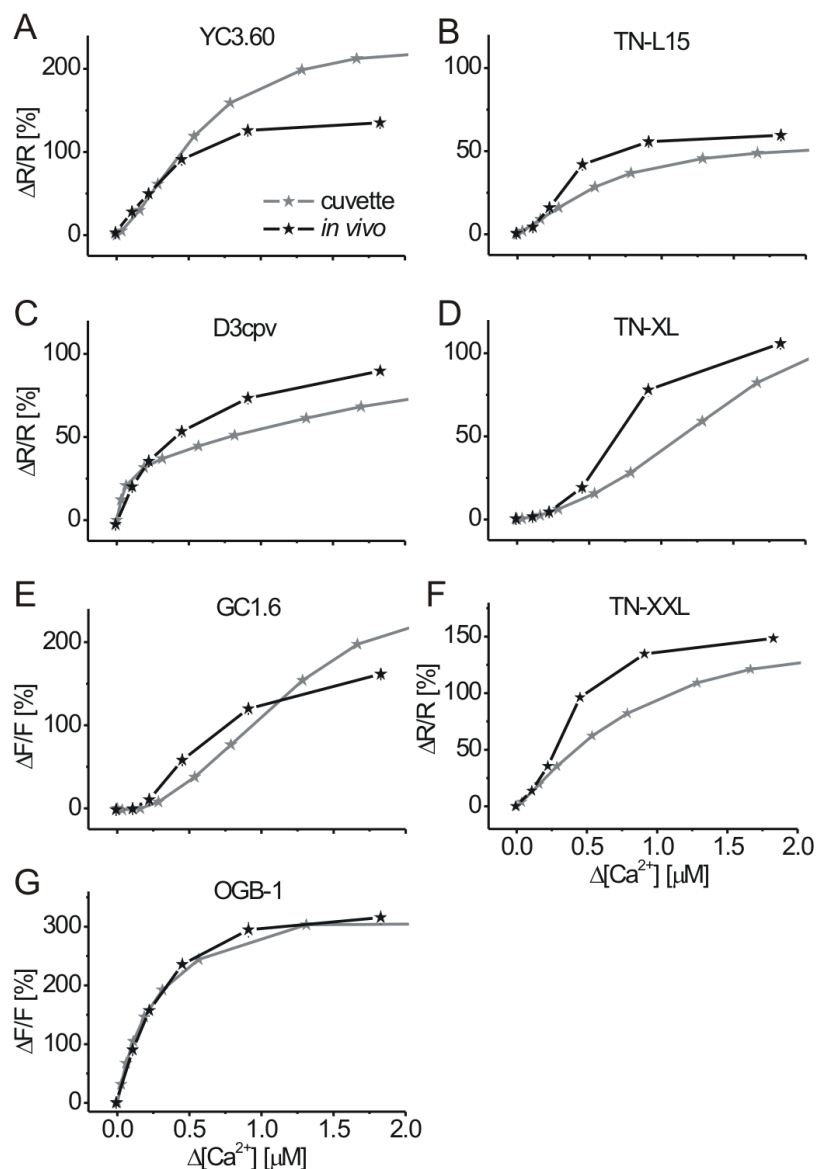 A
YC3.60
ΔR/R [%]
200
100
0
cuvette
in vivo
B
TN-L15
100
50
0
C
D3cpv
ΔR/R [%]
100
50
0
D
TN-XL
100
50
0
E
GC1.6
ΔF/F [%]
200
100
0
F
TN-XXL
ΔR/R [%]
150
100
50
0
0.0 0.5 1.0 1.5 2.0
Δ[Ca²⁺] [μM]
G
OGB-1
ΔF/F [%]
300
200
100
0
0.0 0.5 1.0 1.5 2.0
Δ[Ca²⁺] [μM]